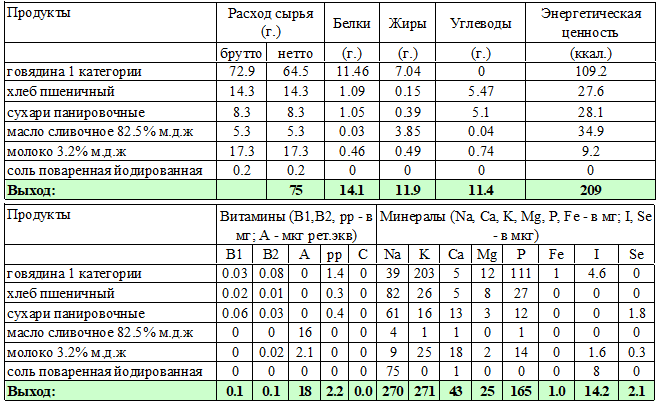 Продукты Расход сырья Белки Жиры Углеводы Энергетическая
(г.) ценность
(г.) (г.) (г.) (ккал.)
брутто нетто
говядина 1 категории 72.9 64.5 11.46 7.04 0 109.2
хлеб пшеничный 14.3 14.3 1.09 0.15 5.47 27.6
сухари панировочные 8.3 8.3 1.05 0.39 5.1 28.1
масло сливочное 82.5% м.д.ж 5.3 5.3 0.03 3.85 0.04 34.9
молоко 3.2% м.д.ж 17.3 17.3 0.46 0.49 0.74 9.2
соль поваренная йодированная 0.2 0.2 0 0 0 0
Выход: 75 14.1 11.9 11.4 209
Продукты Витамины (B1,B2, рр - в Минералы (Na, Ca, K, Mg, P, Fe - в мг; I, Se
мг; А - мкг рет.экв) - в мкг)
B1 B2 A pp C Na K Ca Mg P Fe I Se
говядина 1 категории 0.03 0.08 0 1.4 0 39 203 5 12 111 1 4.6 0
хлеб пшеничный 0.02 0.01 0 0.3 0 82 26 5 8 27 0 0 0
сухари панировочные 0.06 0.03 0 0.4 0 61 16 13 3 12 0 0 1.8
масло сливочное 82.5% м.д.ж 0 0 16 0 0 4 1 1 0 1 0 0 0
молоко 3.2% м.д.ж 0 0.02 2.1 0 0 9 25 18 2 14 0 1.6 0.3
соль поваренная йодированная 0 0 0 0 0 75 0 1 0 0 0 8 0
Выход: 0.1 0.1 18 2.2 0.0 270 271 43 25 165 1.0 14.2 2.1